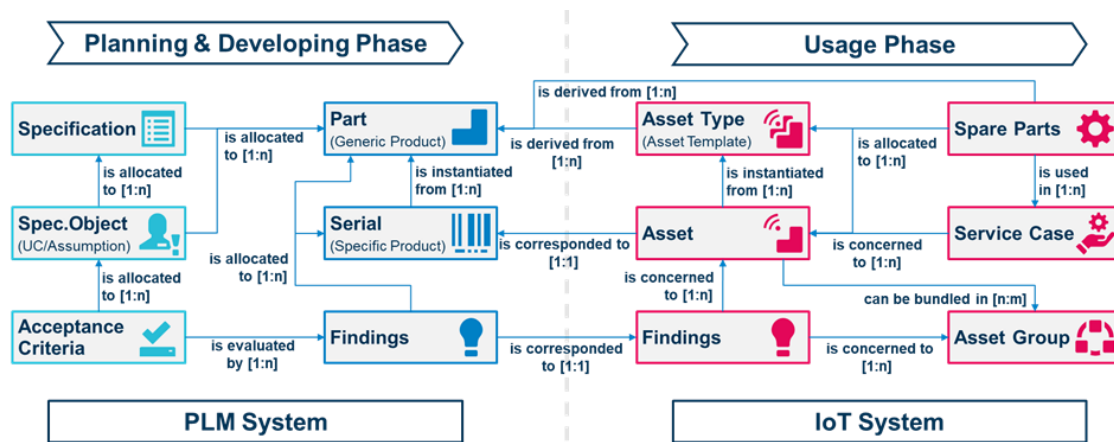 Planning & Developing Phase
Usage Phase
is derived from [1:n]
Specification
is allocated
to [1:n]
Part
(Generic Product)
is derived from
[1:n]
Asset Type
(Asset Template)
is allocated
to [1:n]
Spare Parts
is allocated
to [1:n]
is instantiated
from [1:n]
is instantiated
from [1:n]
is used
in [1:n]
Spec.Object
(UC/Assumption)
Serial
(Specific Product)
is corresponded to
[1:1]
Asset
is concerned
to [1:n]
Service Case
is allocated
to [1:n]
is allocated
to [1:n]
is concerned
to [1:n]
can be bundled in [n:m]
Acceptance
Criteria
is evaluated
by [1:n]
Findings
is corresponded
to [1:1]
Findings
is concerned to
[1:n]
Asset Group
PLM System
IoT System